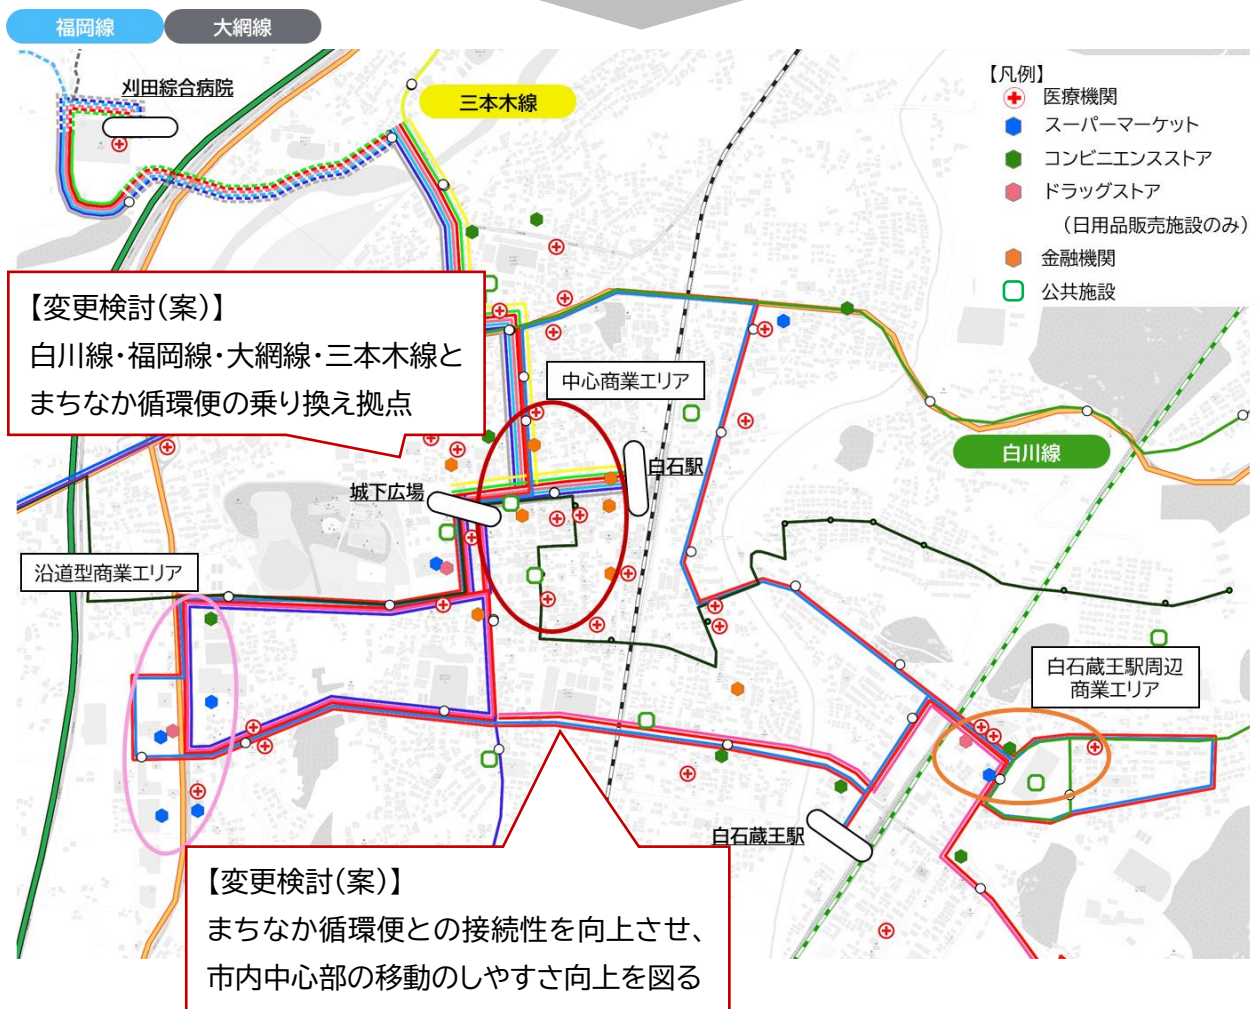 福岡線
大網線
刈田綜合病院
三本木線
【凡例】
医療機関
スーパーマーケット
コンビニエンスストア
ドラッグストア
(日用品販売施設のみ)
金融機関
公共施設
【変更検討(案)】
白川線・福岡線・大網線・三本木線と
まちなか循環便の乗り換え拠点
中心商業エリア
白石駅
白川線
城下広場
沿道型商業エリア
白石蔵王駅周辺
商業エリア
白石蔵王駅
【変更検討(案)】
まちなか循環便との接続性を向上させ、
市内中心部の移動のしやすさ向上を図る